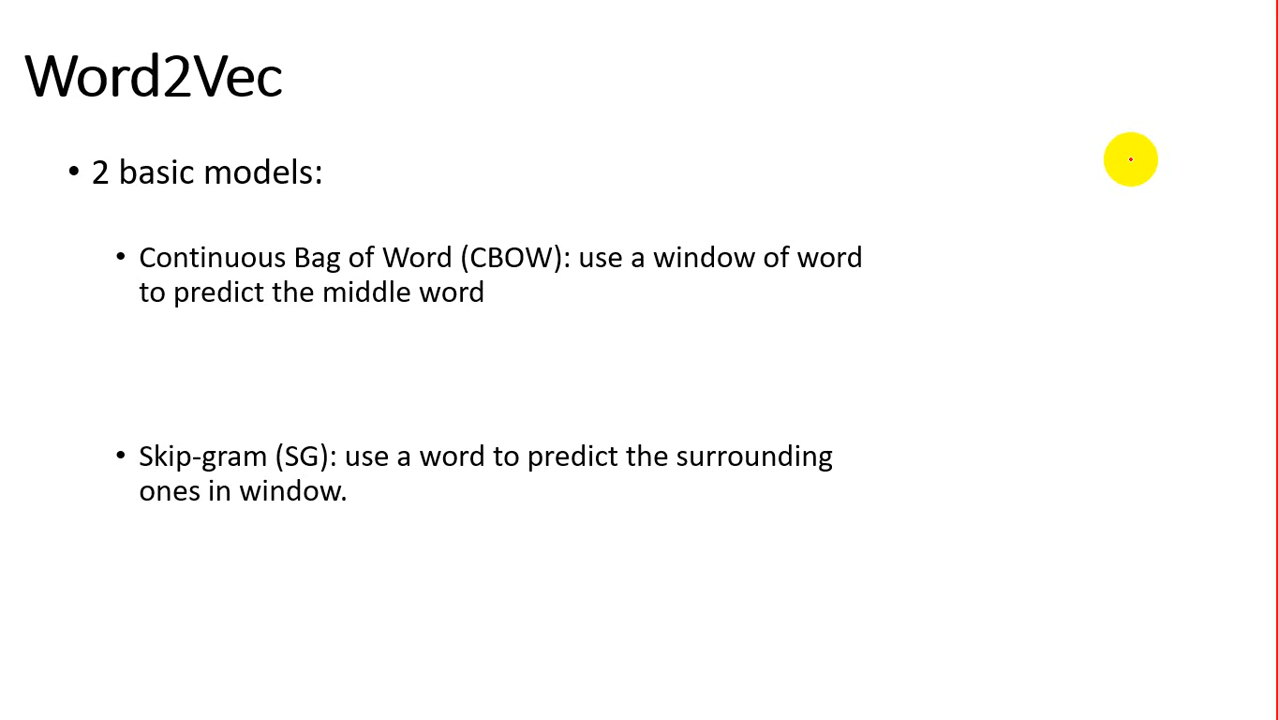 Word2Vec
• 2 basic models:
• Continuous Bag of Word (CBOW): use a window of word
to predict the middle word
• Skip-gram (SG): use a word to predict the surrounding
ones in window.